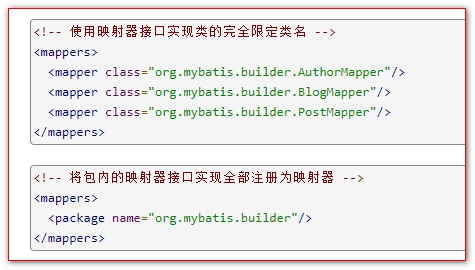 <!-- 使用映射器接口实现类的完全限定类名 -->
<mappers>
  <mapper class="org.mybatis.builder.AuthorMapper"/>
  <mapper class="org.mybatis.builder.BlogMapper"/>
  <mapper class="org.mybatis.builder.PostMapper"/>
</mappers>
<!-- 将包内的映射器接口实现全部注册为映射器 -->
<mappers>
  <package name="org.mybatis.builder"/>
</mappers>